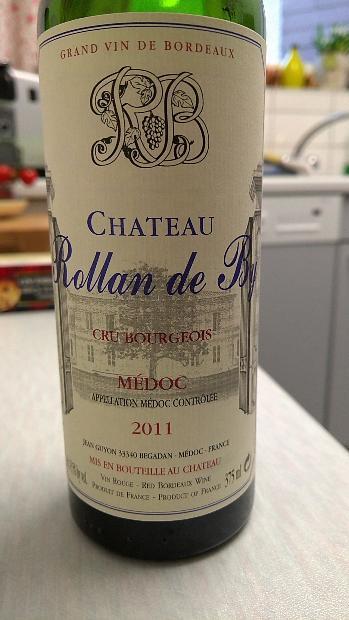 GRAND VIN DE BORDEAUX
RB
CHATEAU
Rollan de By
CRU BOURGEOIS
MÉDOC
APPELLATION MÉDOC CONTRÔLÉE
2011
JEAN GUYON 33340 BEGADAN - MÉDOC - FRANCE
MIS EN BOUTEILLE AU CHATEAU
VIN ROUGE - RED BORDEAUX WINE
PRODUIT DE FRANCE - PRODUCT OF FRANCE
375 ml